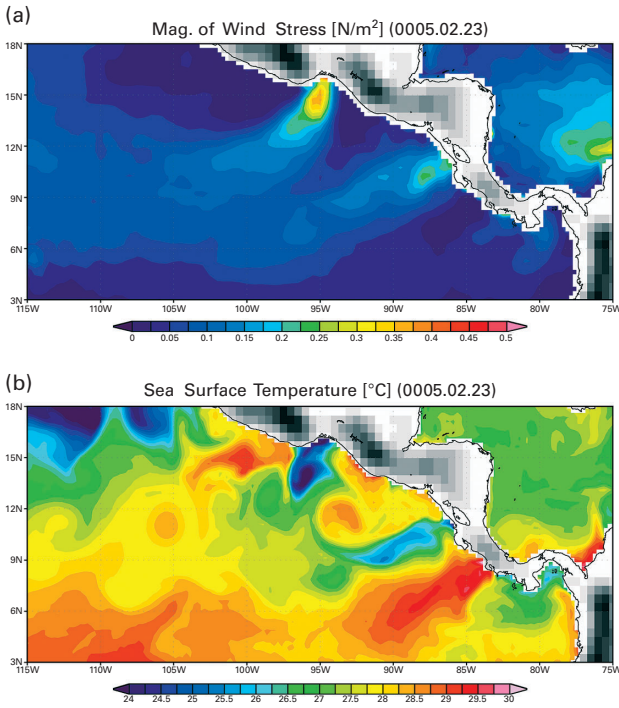 (a)
Mag. of Wind Stress [N/m²] (0005.02.23)
18N
15N
12N
9N
6N
3N
115W 110W 105W 100W 95W 90W 85W 80W 75W
0 0.05 0.1 0.15 0.2 0.25 0.3 0.35 0.4 0.45 0.5
(b)
Sea Surface Temperature [°C] (0005.02.23)
18N
15N
12N
9N
6N
3N
115W 110W 105W 100W 95W 90W 85W 80W 75W
24 24.5 25 25.5 26 26.5 27 27.5 28 28.5 29 29.5 30